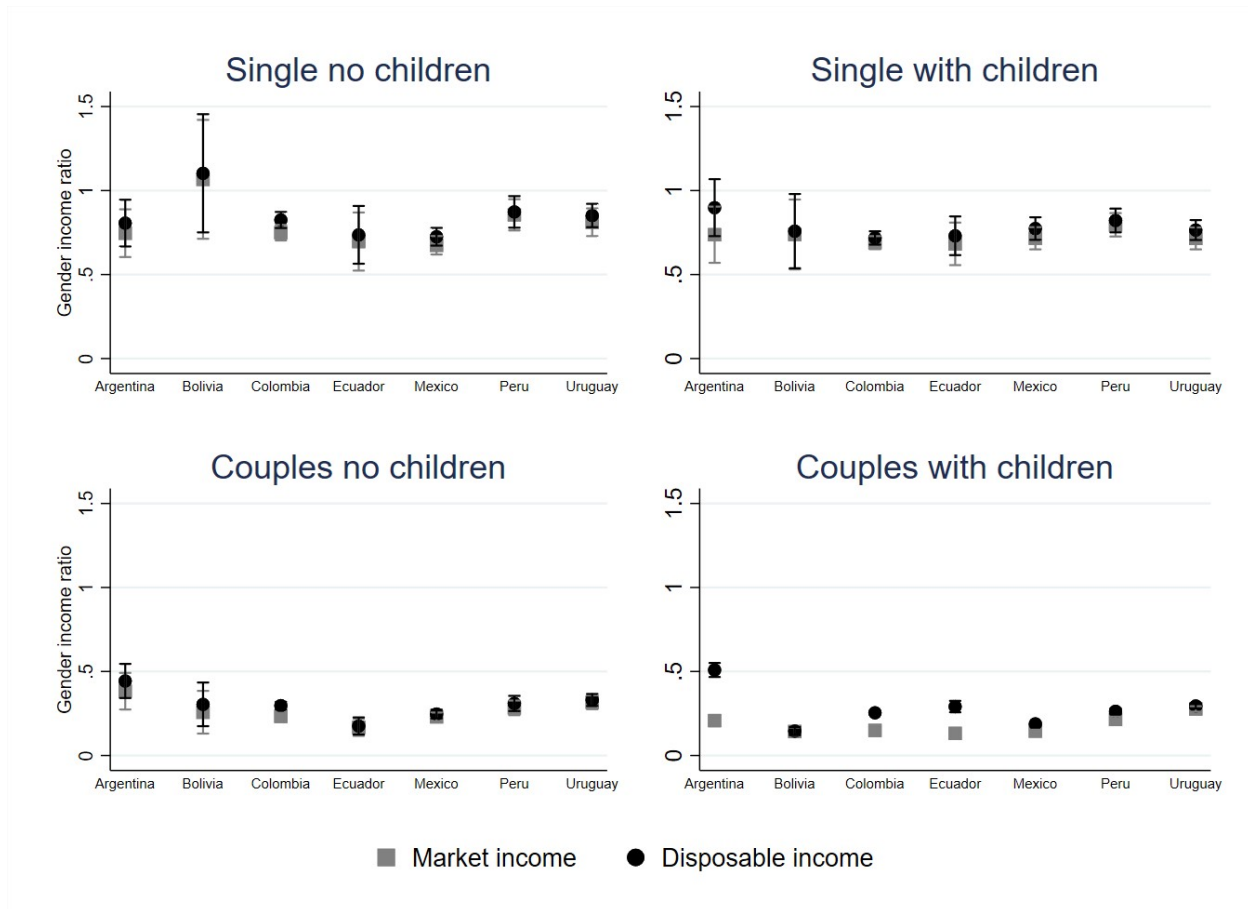 Single no children
Gender income ratio
1.5
1
.5
0
Argentina Bolivia Colombia Ecuador Mexico Peru Uruguay
Single with children
1.5
1
.5
0
Argentina Bolivia Colombia Ecuador Mexico Peru Uruguay
Couples no children
Gender income ratio
1.5
1
.5
0
Argentina Bolivia Colombia Ecuador Mexico Peru Uruguay
Couples with children
1.5
1
.5
0
Argentina Bolivia Colombia Ecuador Mexico Peru Uruguay
Market income Disposable income